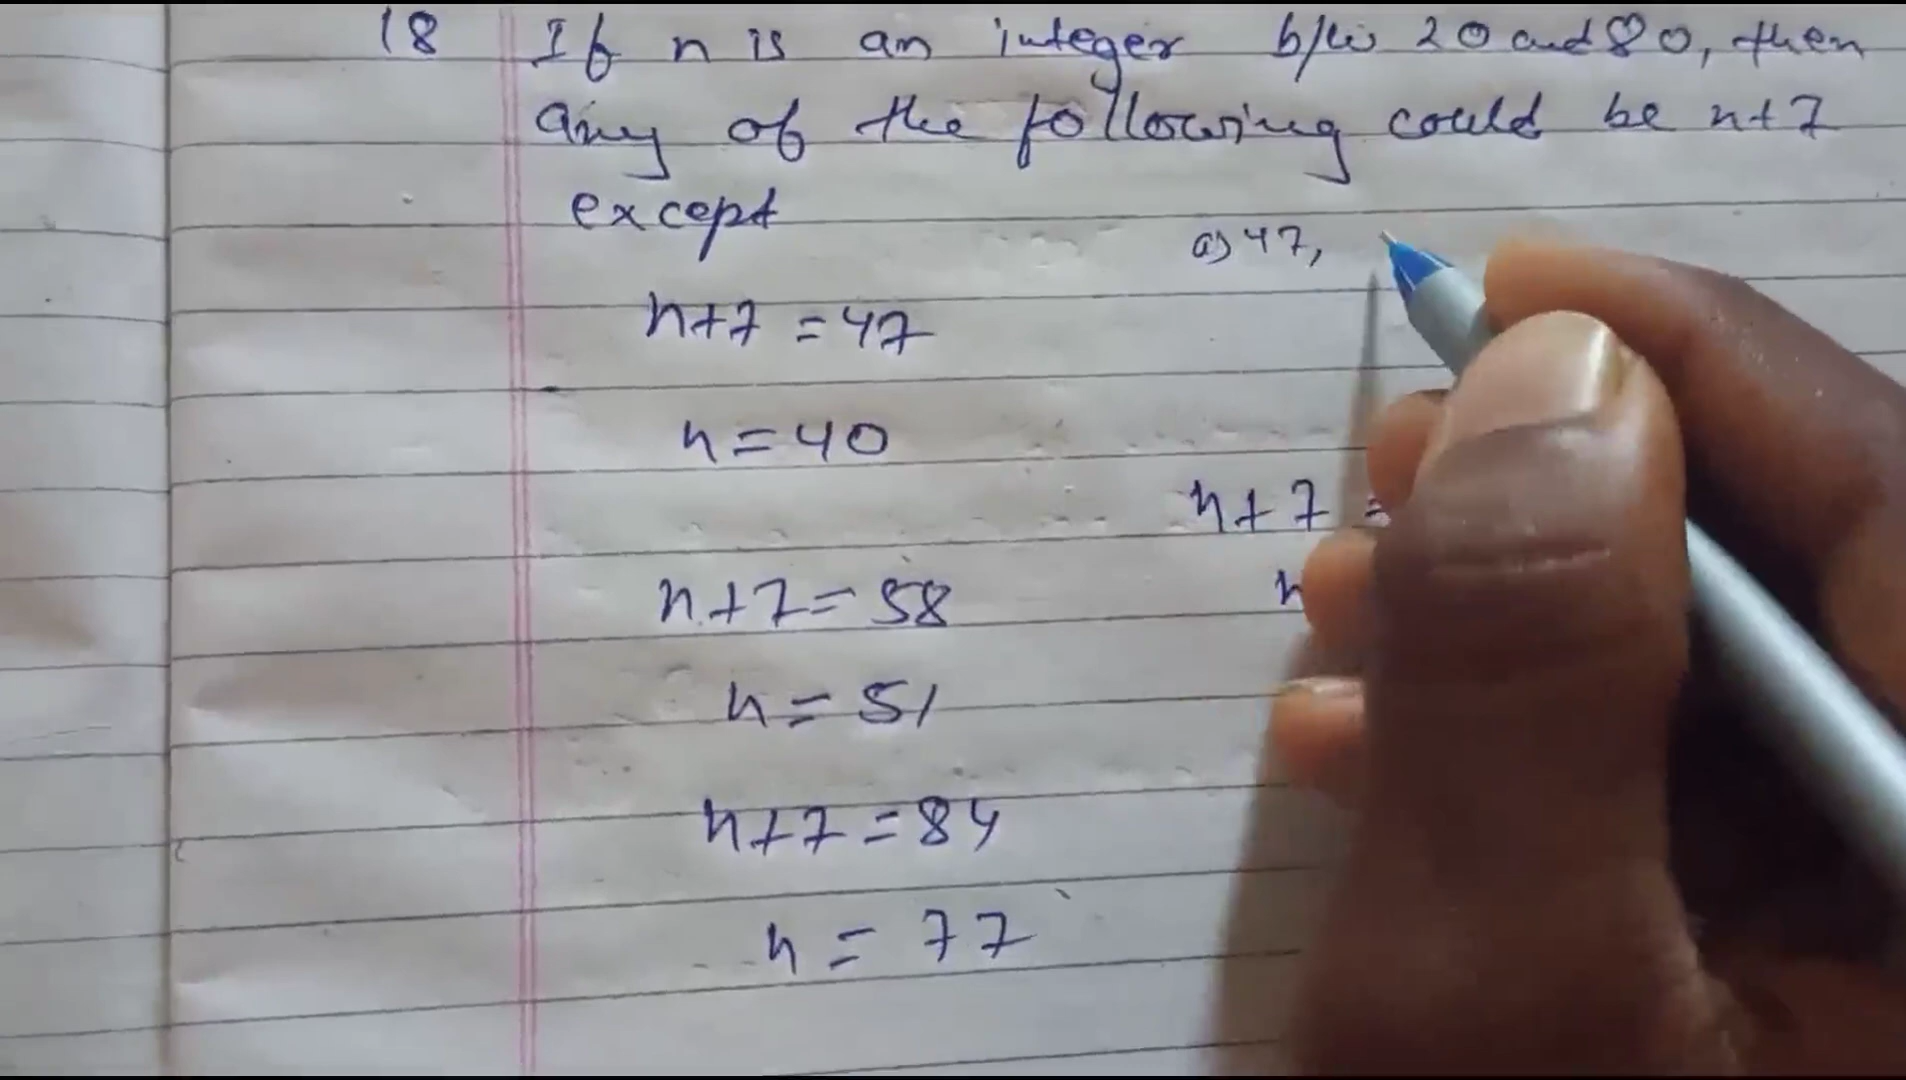 18 If n is an integer b/w 20 and 80, then
any of the following could be n+7
except
a) 47,
n+7 = 47
n = 40
n+7 =
n
n+7 = 58
n = 51
n+7 = 84
n = 77